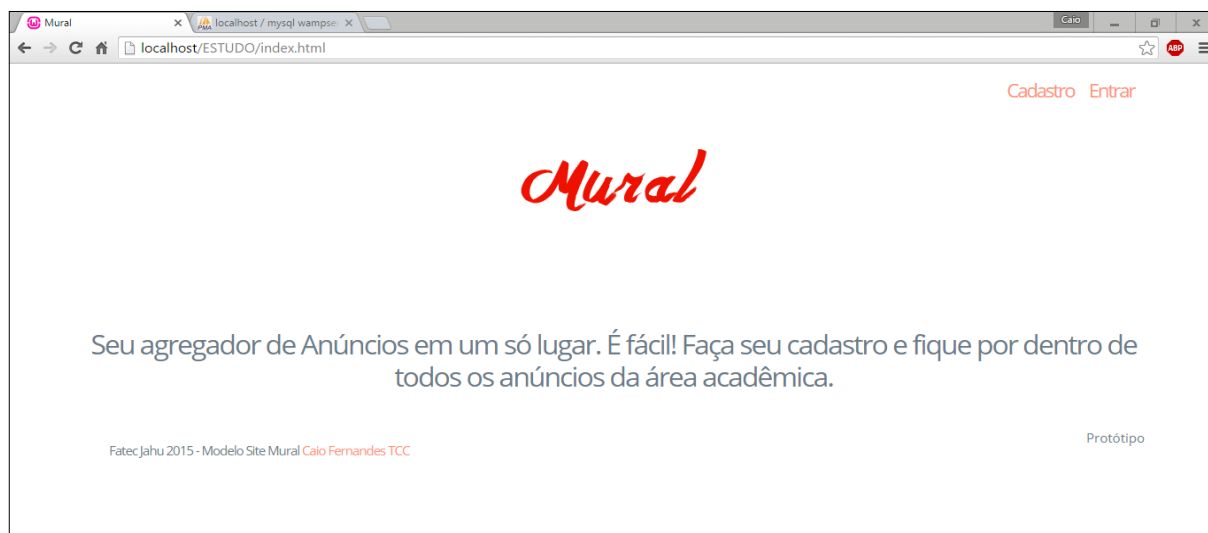 Mural
localhost / mysql wampse
Caio
localhost/ESTUDO/index.html
ABP
Cadastro Entrar
Mural
Seu agregador de Anúncios em um só lugar. É fácil! Faça seu cadastro e fique por dentro de
todos os anúncios da área acadêmica.
Protótipo
Fatec Jahu 2015 - Modelo Site Mural Caio Fernandes TCC